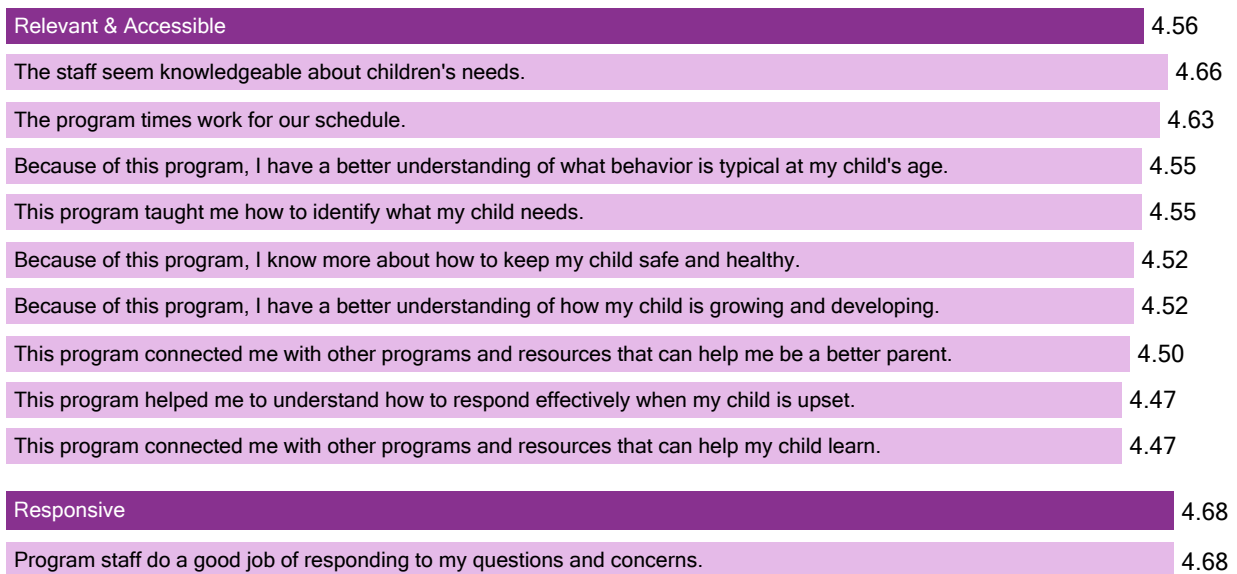 Relevant & Accessible 4.56
The staff seem knowledgeable about children's needs. 4.66
The program times work for our schedule. 4.63
Because of this program, I have a better understanding of what behavior is typical at my child's age. 4.55
This program taught me how to identify what my child needs. 4.55
Because of this program, I know more about how to keep my child safe and healthy. 4.52
Because of this program, I have a better understanding of how my child is growing and developing. 4.52
This program connected me with other programs and resources that can help me be a better parent. 4.50
This program helped me to understand how to respond effectively when my child is upset. 4.47
This program connected me with other programs and resources that can help my child learn. 4.47
Responsive 4.68
Program staff do a good job of responding to my questions and concerns. 4.68